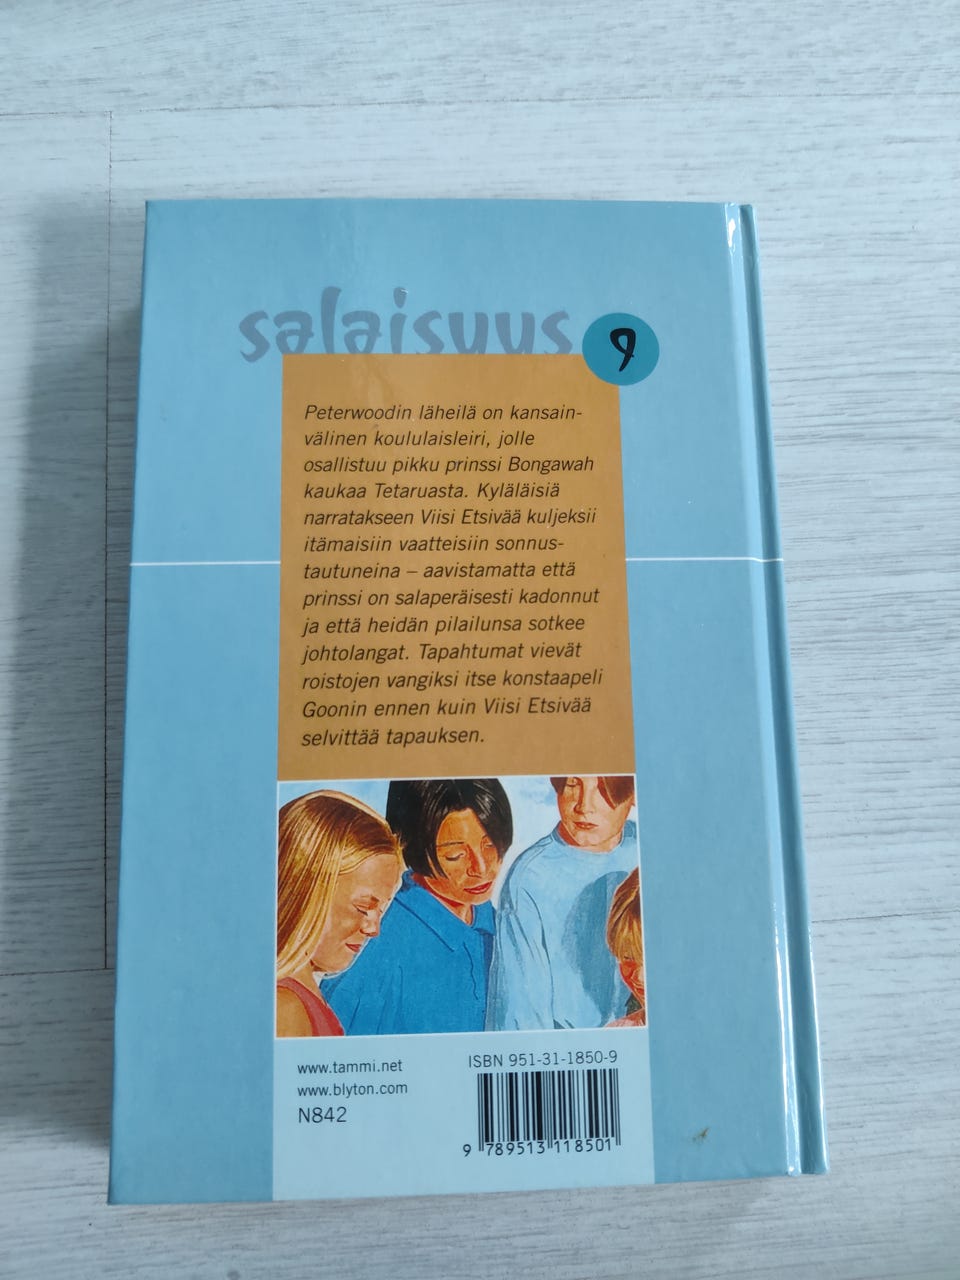 salaisuus
9
Peterwoodin läheilä on kansain-
välinen koululaisleiri, jolle
osallistuu pikku prinssi Bongawah
kaukaa Tetaruasta. Kyläläisiä
narratakseen Viisi Etsivää kuljeksii
itämaisiin vaatteisiin sonnus-
tautuneina – aavistamatta että
prinssi on salaperäisesti kadonnut
ja että heidän pilailunsa sotkee
johtolangat. Tapahtumat vievät
roistojen vangiksi itse konstaapeli
Goonin ennen kuin Viisi Etsivää
selvittää tapauksen.
www.tammi.net
www.blyton.com
N842
ISBN 951-31-1850-9
9 789513 118501